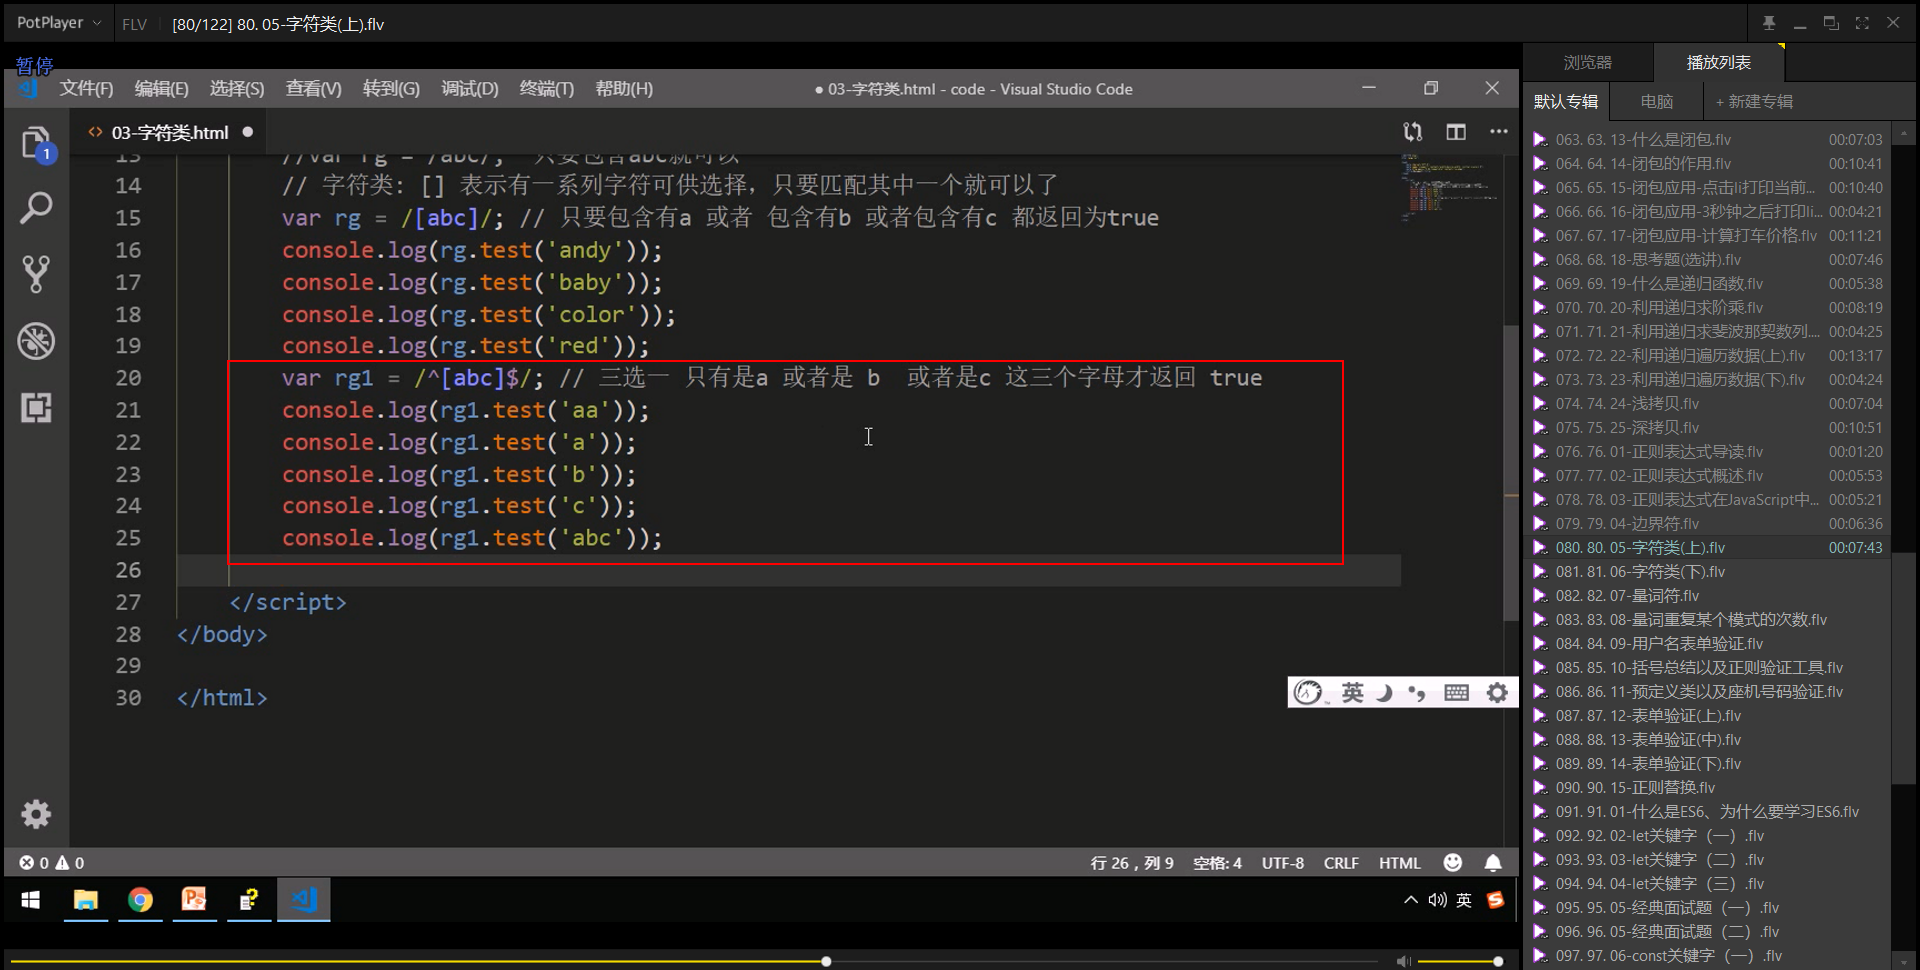 PotPlayer
FLV
[80/122] 80. 05-字符类(上).flv
暂停
文件(F) 编辑(E) 选择(S) 查看(V) 转到(G) 调试(D) 终端(T) 帮助(H)
● 03-字符类.html - code - Visual Studio Code
<> 03-字符类.html ●
1
13 //var rg = /abc/; 只要包含abc就可以
14 // 字符类: [] 表示有一系列字符可供选择，只要匹配其中一个就可以了
15 var rg = /[abc]/; // 只要包含有a 或者 包含有b 或者包含有c 都返回为true
16 console.log(rg.test('andy'));
17 console.log(rg.test('baby'));
18 console.log(rg.test('color'));
19 console.log(rg.test('red'));
20 var rg1 = /^[abc]$/; // 三选一 只有是a 或者是 b  或者是c 这三个字母才返回 true
21 console.log(rg1.test('aa'));
22 console.log(rg1.test('a'));
23 console.log(rg1.test('b'));
24 console.log(rg1.test('c'));
25 console.log(rg1.test('abc'));
26
27 </script>
28 </body>
29
30 </html>
英
0 0
行 26，列 9 空格: 4 UTF-8 CRLF HTML
英
浏览器 播放列表
默认专辑 电脑 + 新建专辑
063. 63. 13-什么是闭包.flv 00:07:03
064. 64. 14-闭包的作用.flv 00:10:41
065. 65. 15-闭包应用-点击li打印当前... 00:10:40
066. 66. 16-闭包应用-3秒钟之后打印li... 00:04:21
067. 67. 17-闭包应用-计算打车价格.flv 00:11:21
068. 68. 18-思考题(选讲).flv 00:07:46
069. 69. 19-什么是递归函数.flv 00:05:38
070. 70. 20-利用递归求阶乘.flv 00:08:19
071. 71. 21-利用递归求斐波那契数列.... 00:04:25
072. 72. 22-利用递归遍历数据(上).flv 00:13:17
073. 73. 23-利用递归遍历数据(下).flv 00:04:24
074. 74. 24-浅拷贝.flv 00:07:04
075. 75. 25-深拷贝.flv 00:10:51
076. 76. 01-正则表达式导读.flv 00:01:20
077. 77. 02-正则表达式概述.flv 00:05:53
078. 78. 03-正则表达式在JavaScript中... 00:05:21
079. 79. 04-边界符.flv 00:06:36
080. 80. 05-字符类(上).flv 00:07:43
081. 81. 06-字符类(下).flv
082. 82. 07-量词符.flv
083. 83. 08-量词重复某个模式的次数.flv
084. 84. 09-用户名表单验证.flv
085. 85. 10-括号总结以及正则验证工具.flv
086. 86. 11-预定义类以及座机号码验证.flv
087. 87. 12-表单验证(上).flv
088. 88. 13-表单验证(中).flv
089. 89. 14-表单验证(下).flv
090. 90. 15-正则替换.flv
091. 91. 01-什么是ES6、为什么要学习ES6.flv
092. 92. 02-let关键字（一）.flv
093. 93. 03-let关键字（二）.flv
094. 94. 04-let关键字（三）.flv
095. 95. 05-经典面试题（一）.flv
096. 96. 05-经典面试题（二）.flv
097. 97. 06-const关键字（一）.flv